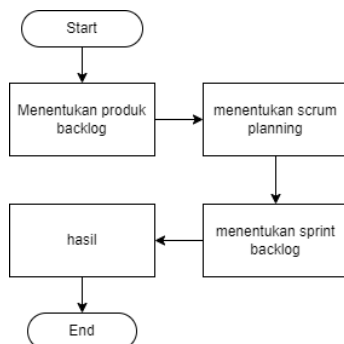 Start
Menentukan produk
backlog
menentukan scrum
planning
menentukan sprint
backlog
hasil
End